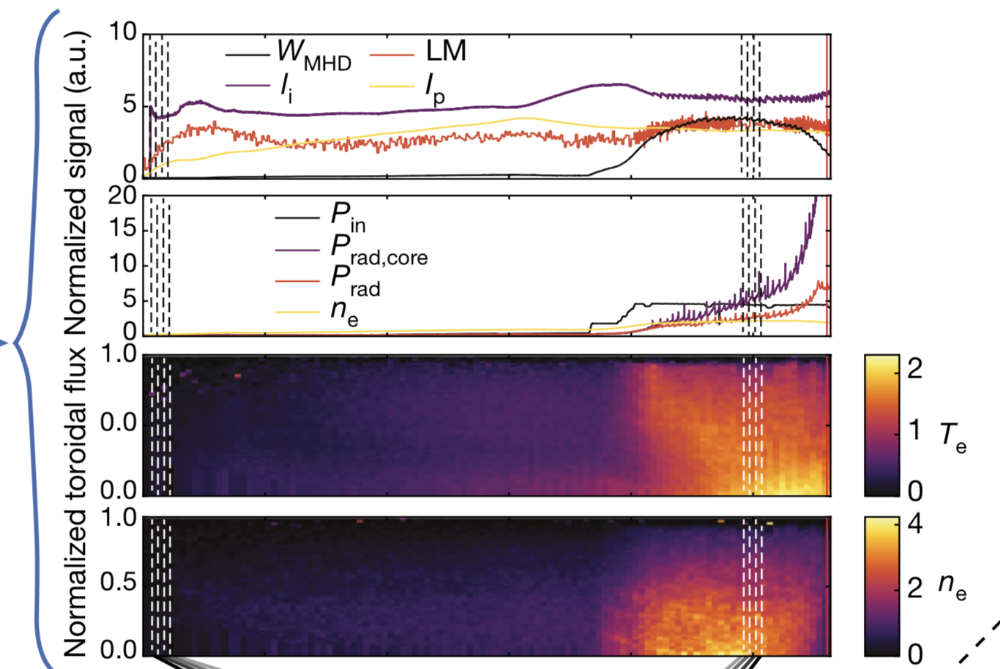 Normalized signal (a.u.)
10
5
0
W_MHD LM
l_i I_p
20
15
10
5
0
P_in
P_rad,core
P_rad
n_e
Normalized toroidal flux
1.0
0.0
0.0
2
1
0
T_e
Normalized
1.0
0.5
0.0
4
2
0
n_e